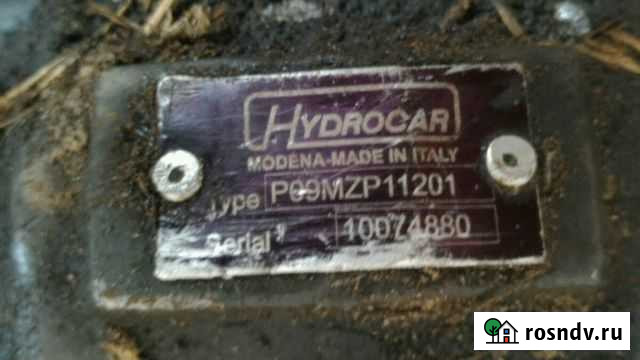 HYDROCAR
MODENA-MADE IN ITALY
Type P09MZP11201
Serial 10074880
rosndv.ru